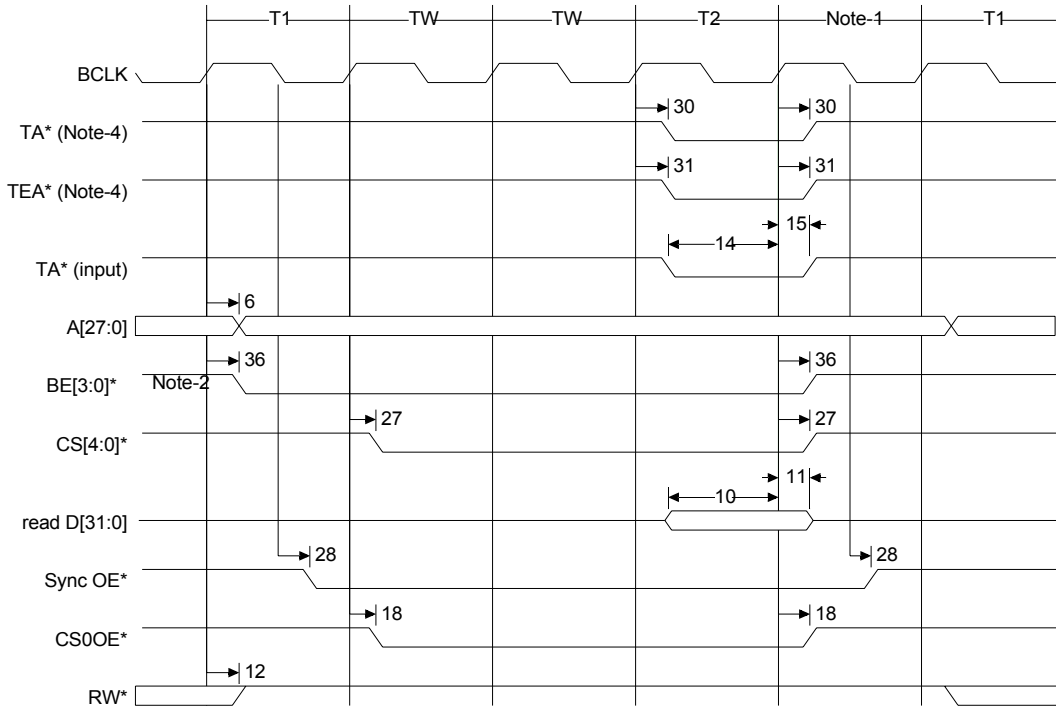 T1 TW TW T2 Note-1 T1
BCLK
30 30
TA* (Note-4)
31 31
TEA* (Note-4)
15
14
TA* (input)
6
A[27:0]
36 36
BE[3:0]* Note-2
27 27
CS[4:0]*
11
10
read D[31:0]
28 28
Sync OE*
18 18
CS0OE*
12
RW*